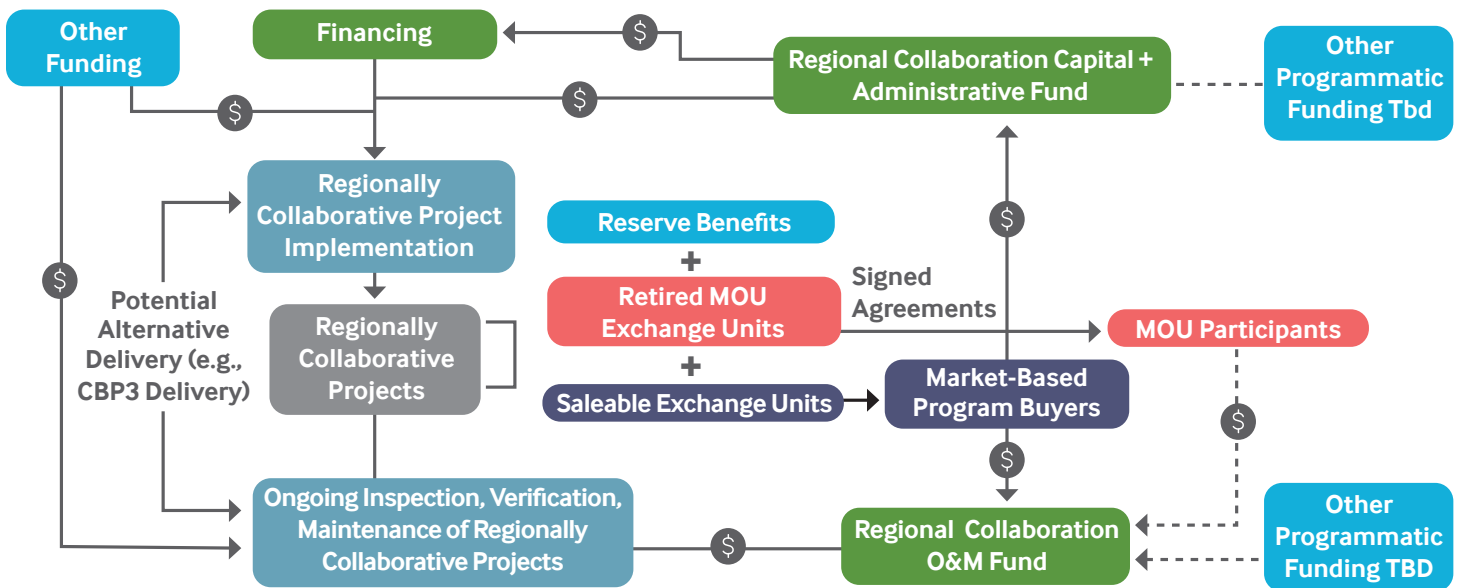 Other
Funding
Financing
$
Regional Collaboration Capital +
Administrative Fund
Other
Programmatic
Funding Tbd
$
$
Regionally
Collaborative Project
Implementation
Reserve Benefits
+
$
$
Potential
Alternative
Delivery (e.g.,
CBP3 Delivery)
Regionally
Collaborative
Projects
Retired MOU
Exchange Units
Signed
Agreements
MOU Participants
+
Saleable Exchange Units
Market-Based
Program Buyers
$
$
Ongoing Inspection, Verification,
Maintenance of Regionally
Collaborative Projects
$
Regional Collaboration
O&M Fund
Other
Programmatic
Funding TBD